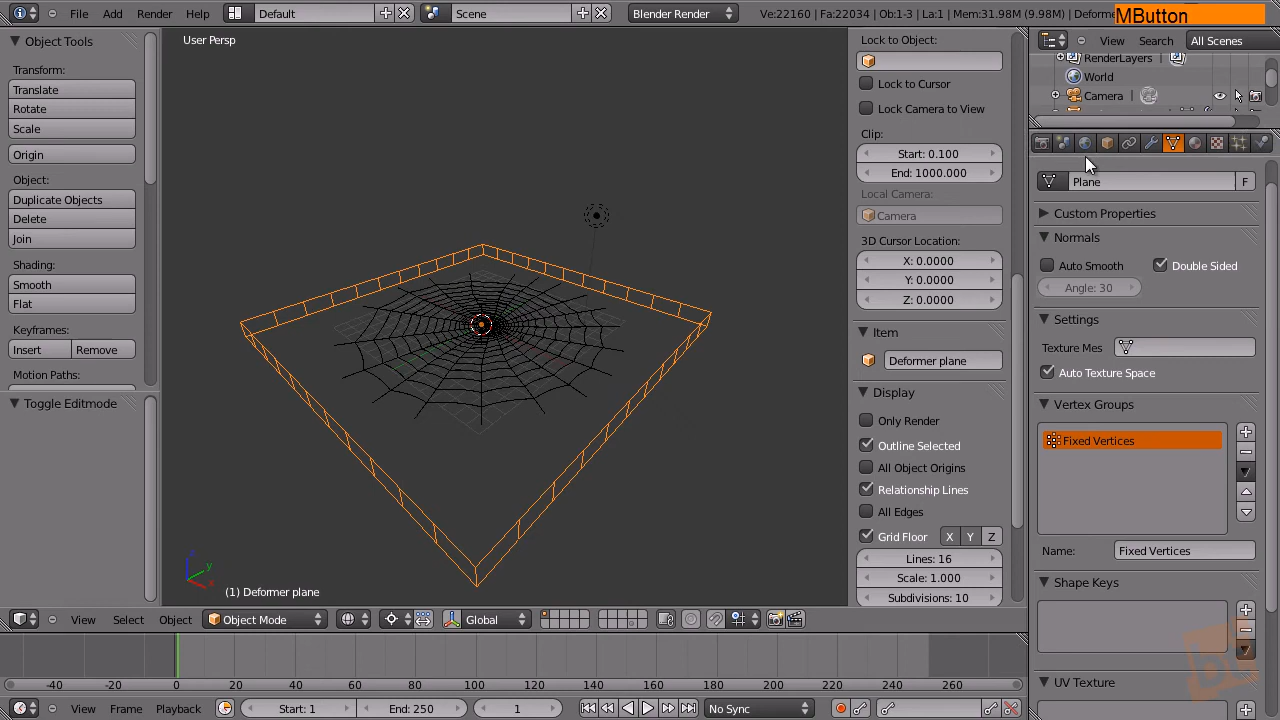 File Add Render Help Default Scene Blender Render Ve:22160 | Fa:22034 | Ob:1-3 | La:1 | Mem:31.98M (9.98M) | Deform
MButton
Object Tools
Transform:
Translate
Rotate
Scale
Origin
Object:
Duplicate Objects
Delete
Join
Shading:
Smooth
Flat
Keyframes:
Insert Remove
Motion Paths:
Toggle Editmode
User Persp
(1) Deformer plane
z
y
x
Lock to Object:
Lock to Cursor
Lock Camera to View
Clip:
Start: 0.100
End: 1000.000
Local Camera:
Camera
3D Cursor Location:
X: 0.0000
Y: 0.0000
Z: 0.0000
Item
Deformer plane
Display
Only Render
Outline Selected
All Object Origins
Relationship Lines
All Edges
Grid Floor X Y Z
Lines: 16
Scale: 1.000
Subdivisions: 10
View Search All Scenes
RenderLayers |
World
Camera |
Plane F
Custom Properties
Normals
Auto Smooth Double Sided
Angle: 30
Settings
Texture Mes
Auto Texture Space
Vertex Groups
Fixed Vertices
Name: Fixed Vertices
Shape Keys
UV Texture
View Select Object Object Mode Global
-40 -20 0 20 40 60 80 100 120 140 160 180 200 220 240 260
View Frame Playback Start: 1 End: 250 1 No Sync